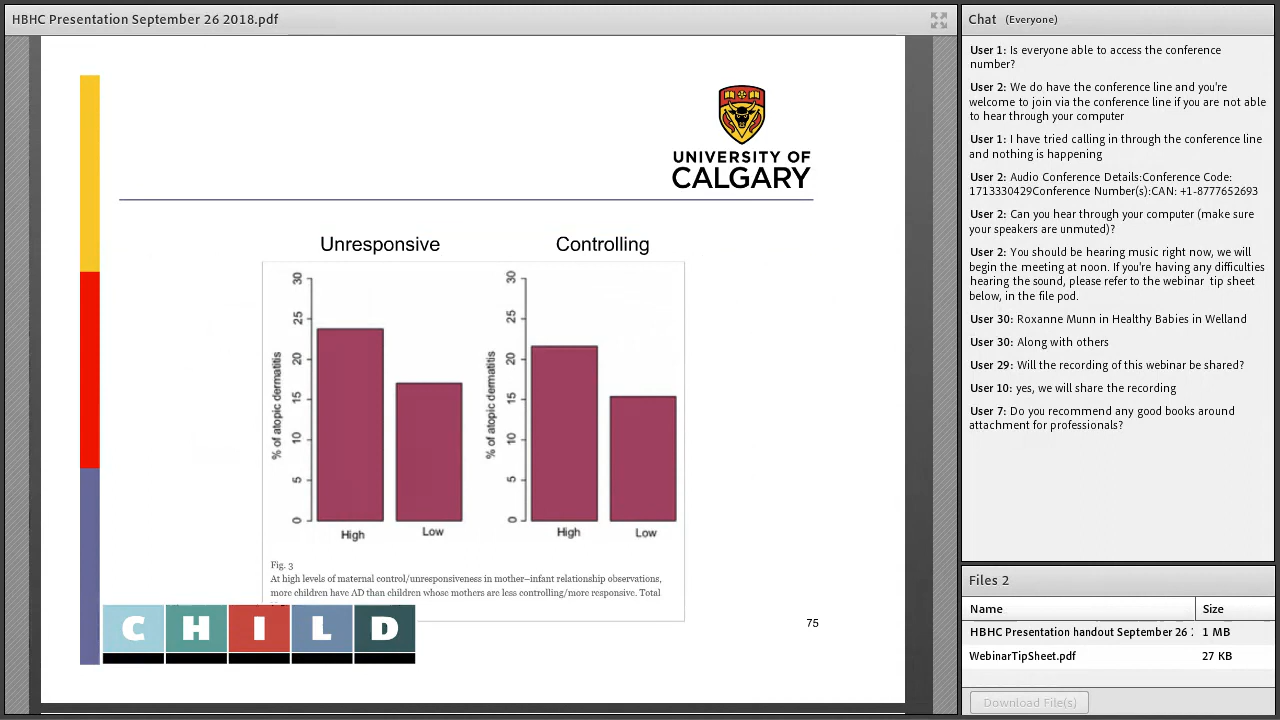 HBHC Presentation September 26 2018.pdf
UNIVERSITY OF
CALGARY
Unresponsive
Controlling
30
25
20
15
10
5
0
% of atopic dermatitis
High
Low
30
25
20
15
10
5
0
% of atopic dermatitis
High
Low
Fig. 3
At high levels of maternal control/unresponsiveness in mother–infant relationship observations,
more children have AD than children whose mothers are less controlling/more responsive. Total
CHILD
75
Chat (Everyone)
User 1: Is everyone able to access the conference
number?
User 2: We do have the conference line and you're
welcome to join via the conference line if you are not able
to hear through your computer
User 1: I have tried calling in through the conference line
and nothing is happening
User 2: Audio Conference Details:Conference Code:
1713330429Conference Number(s):CAN: +1-8777652693
User 2: Can you hear through your computer (make sure
your speakers are unmuted)?
User 2: You should be hearing music right now, we will
begin the meeting at noon. If you're having any difficulties
hearing the sound, please refer to the webinar tip sheet
below, in the file pod.
User 30: Roxanne Munn in Healthy Babies in Welland
User 30: Along with others
User 29: Will the recording of this webinar be shared?
User 10: yes, we will share the recording
User 7: Do you recommend any good books around
attachment for professionals?
Files 2
Name Size
HBHC Presentation handout September 26 1 MB
WebinarTipSheet.pdf 27 KB
Download File(s)